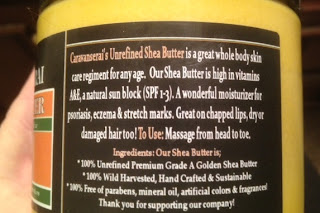 Caravanserai's Unrefined Shea Butter is a great whole body skin
care regiment for any age. Our Shea Butter is high in vitamins
A&E, a natural sun block (SPF 1-3). A wonderful moisturizer for
psoriasis, eczema & stretch marks. Great on chapped lips, dry or
damaged hair too! To Use: Massage from head to toe.
Ingredients: Our Shea Butter is;
* 100% Unrefined Premium Grade A Golden Shea Butter
* 100% Wild Harvested, Hand Crafted & Sustainable
* 100% Free of parabens, mineral oil, artificial colors & fragrances!
Thank you for supporting our company!